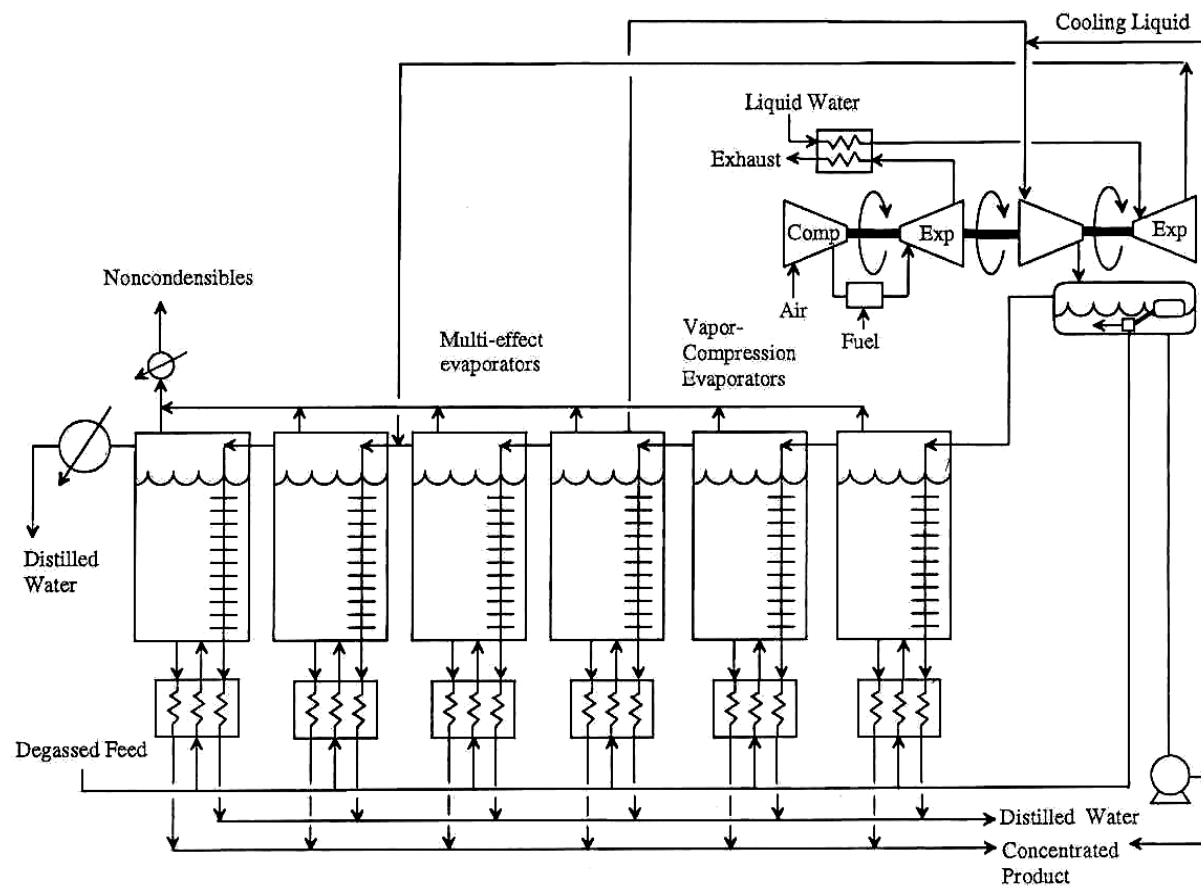 Cooling Liquid
Liquid Water
Exhaust
Comp
Exp
Exp
Noncondensibles
Air
Fuel
Multi-effect
evaporators
Vapor-
Compression
Evaporators
Distilled
Water
Degassed Feed
Distilled Water
Concentrated
Product